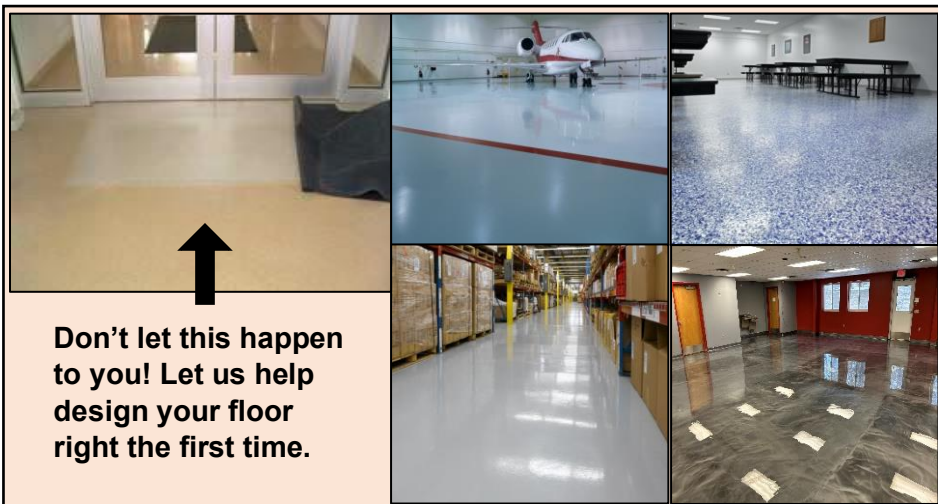 Don’t let this happen
to you! Let us help
design your floor
right the first time.